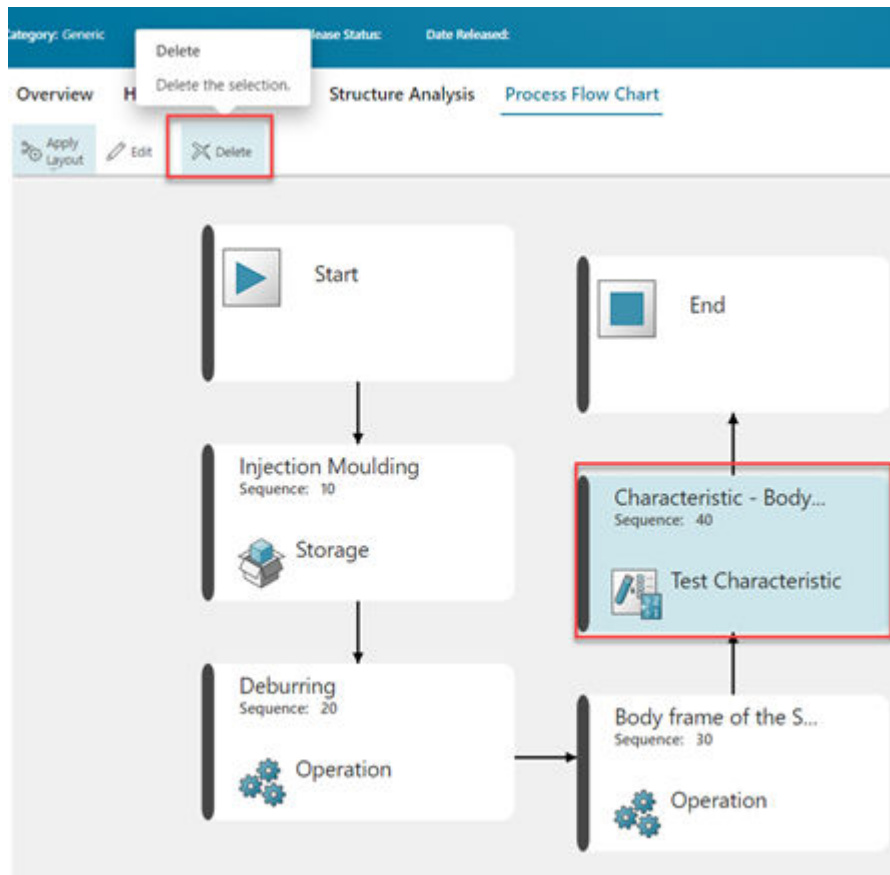 Category: Generic
Release Status:
Date Released:
Delete
Delete the selection.
Overview
Structure Analysis
Process Flow Chart
Apply
Layout
Edit
Delete
Start
End
Injection Moulding
Sequence: 10
Storage
Characteristic - Body...
Sequence: 40
Test Characteristic
Deburring
Sequence: 20
Operation
Body frame of the S...
Sequence: 30
Operation